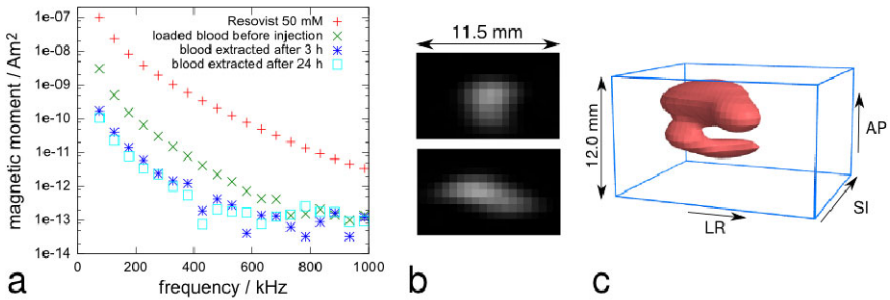 Resovist 50 mM
loaded blood before injection
blood extracted after 3 h
blood extracted after 24 h
magnetic moment / Am2
1e-07
1e-08
1e-09
1e-10
1e-11
1e-12
1e-13
1e-14
0 200 400 600 800 1000
frequency / kHz
a
11.5 mm
b
12.0 mm
AP
SI
LR
c